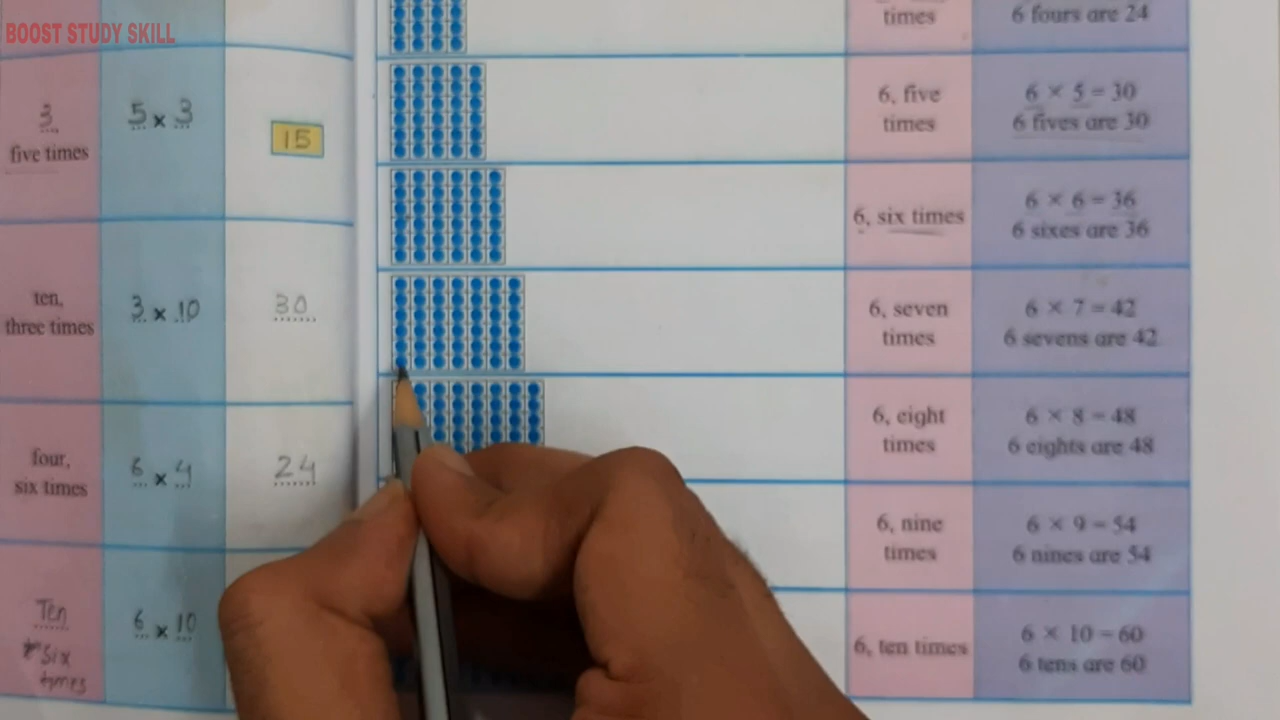 BOOST STUDY SKILL
3
five times
5 x 3
15
ten,
three times
3 x 10
30
four,
six times
6 x 4
24
Ten
Six
times
6 x 10
times
6 fours are 24
6, five
times
6 × 5 = 30
6 fives are 30
6, six times
6 × 6 = 36
6 sixes are 36
6, seven
times
6 × 7 = 42
6 sevens are 42
6, eight
times
6 × 8 = 48
6 eights are 48
6, nine
times
6 × 9 = 54
6 nines are 54
6, ten times
6 × 10 = 60
6 tens are 60